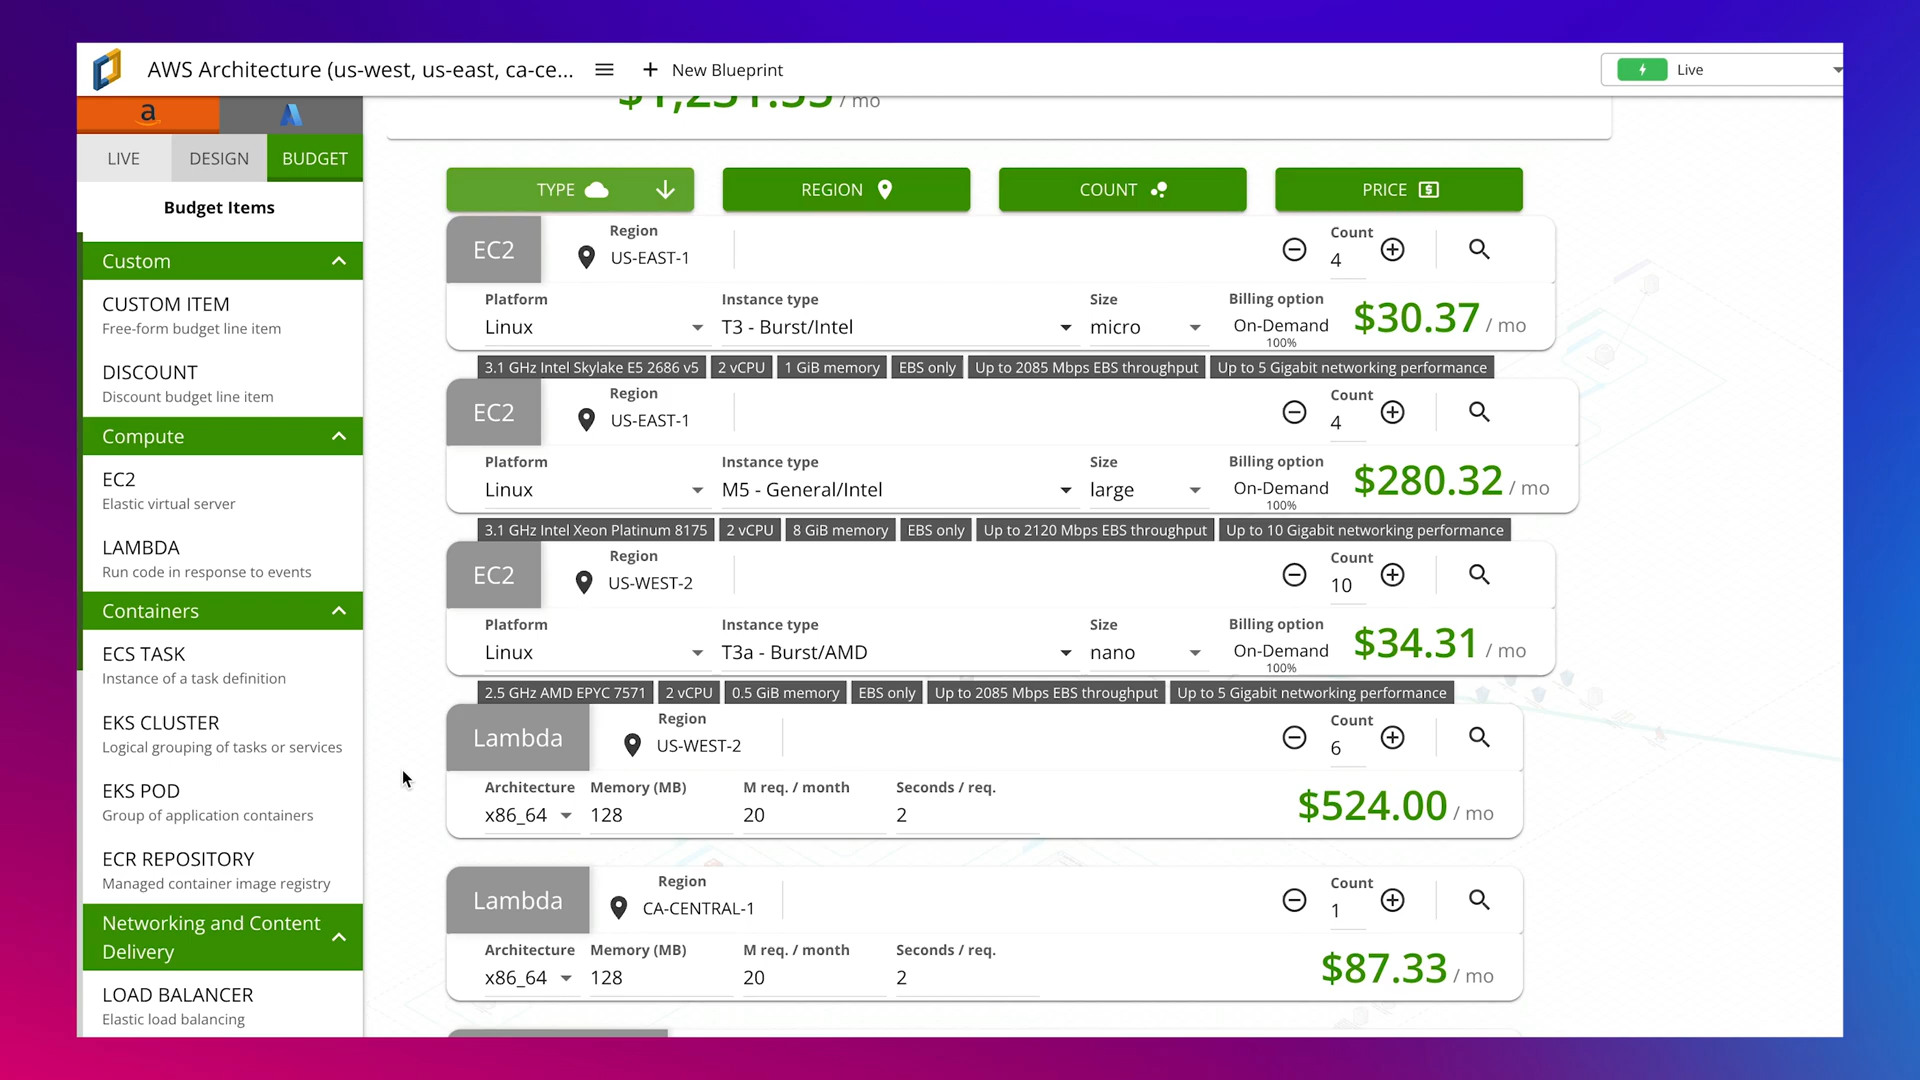 AWS Architecture (us-west, us-east, ca-ce...
New Blueprint
Live
a
/ mo
LIVE
DESIGN
BUDGET
Budget Items
Custom
CUSTOM ITEM
Free-form budget line item
DISCOUNT
Discount budget line item
Compute
EC2
Elastic virtual server
LAMBDA
Run code in response to events
Containers
ECS TASK
Instance of a task definition
EKS CLUSTER
Logical grouping of tasks or services
EKS POD
Group of application containers
ECR REPOSITORY
Managed container image registry
Networking and Content
Delivery
LOAD BALANCER
Elastic load balancing
TYPE
REGION
COUNT
PRICE
EC2
Region
US-EAST-1
Count
4
Platform
Linux
Instance type
T3 - Burst/Intel
Size
micro
Billing option
On-Demand
100%
$30.37 / mo
3.1 GHz Intel Skylake E5 2686 v5
2 vCPU
1 GiB memory
EBS only
Up to 2085 Mbps EBS throughput
Up to 5 Gigabit networking performance
EC2
Region
US-EAST-1
Count
4
Platform
Linux
Instance type
M5 - General/Intel
Size
large
Billing option
On-Demand
100%
$280.32 / mo
3.1 GHz Intel Xeon Platinum 8175
2 vCPU
8 GiB memory
EBS only
Up to 2120 Mbps EBS throughput
Up to 10 Gigabit networking performance
EC2
Region
US-WEST-2
Count
10
Platform
Linux
Instance type
T3a - Burst/AMD
Size
nano
Billing option
On-Demand
100%
$34.31 / mo
2.5 GHz AMD EPYC 7571
2 vCPU
0.5 GiB memory
EBS only
Up to 2085 Mbps EBS throughput
Up to 5 Gigabit networking performance
Lambda
Region
US-WEST-2
Count
6
Architecture
x86_64
Memory (MB)
128
M req. / month
20
Seconds / req.
2
$524.00 / mo
Lambda
Region
CA-CENTRAL-1
Count
1
Architecture
x86_64
Memory (MB)
128
M req. / month
20
Seconds / req.
2
$87.33 / mo